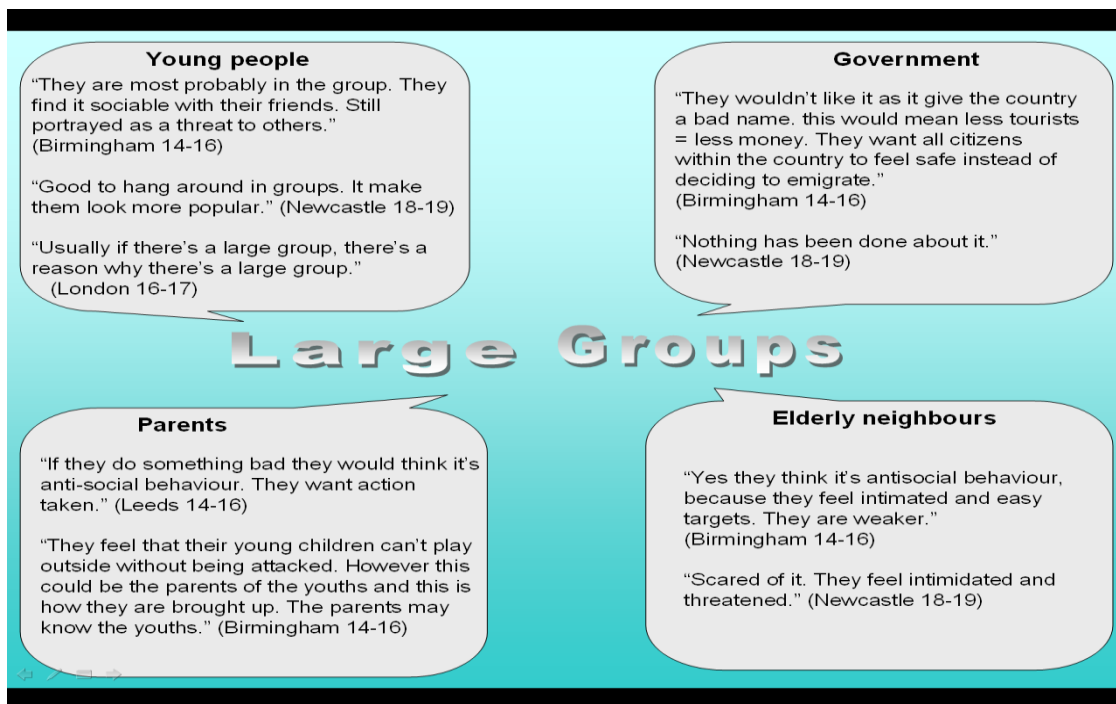 Young people
“They are most probably in the group. They
find it sociable with their friends. Still
portrayed as a threat to others.”
(Birmingham 14-16)
“Good to hang around in groups. It make
them look more popular.” (Newcastle 18-19)
“Usually if there’s a large group, there’s a
reason why there’s a large group.”
(London 16-17)
Government
“They wouldn’t like it as it give the country
a bad name. this would mean less tourists
= less money. They want all citizens
within the country to feel safe instead of
deciding to emigrate.”
(Birmingham 14-16)
“Nothing has been done about it.”
(Newcastle 18-19)
Large Groups
Parents
“If they do something bad they would think it’s
anti-social behaviour. They want action
taken.” (Leeds 14-16)
“They feel that their young children can’t play
outside without being attacked. However this
could be the parents of the youths and this is
how they are brought up. The parents may
know the youths.” (Birmingham 14-16)
Elderly neighbours
“Yes they think it’s antisocial behaviour,
because they feel intimated and easy
targets. They are weaker.”
(Birmingham 14-16)
“Scared of it. They feel intimidated and
threatened.” (Newcastle 18-19)